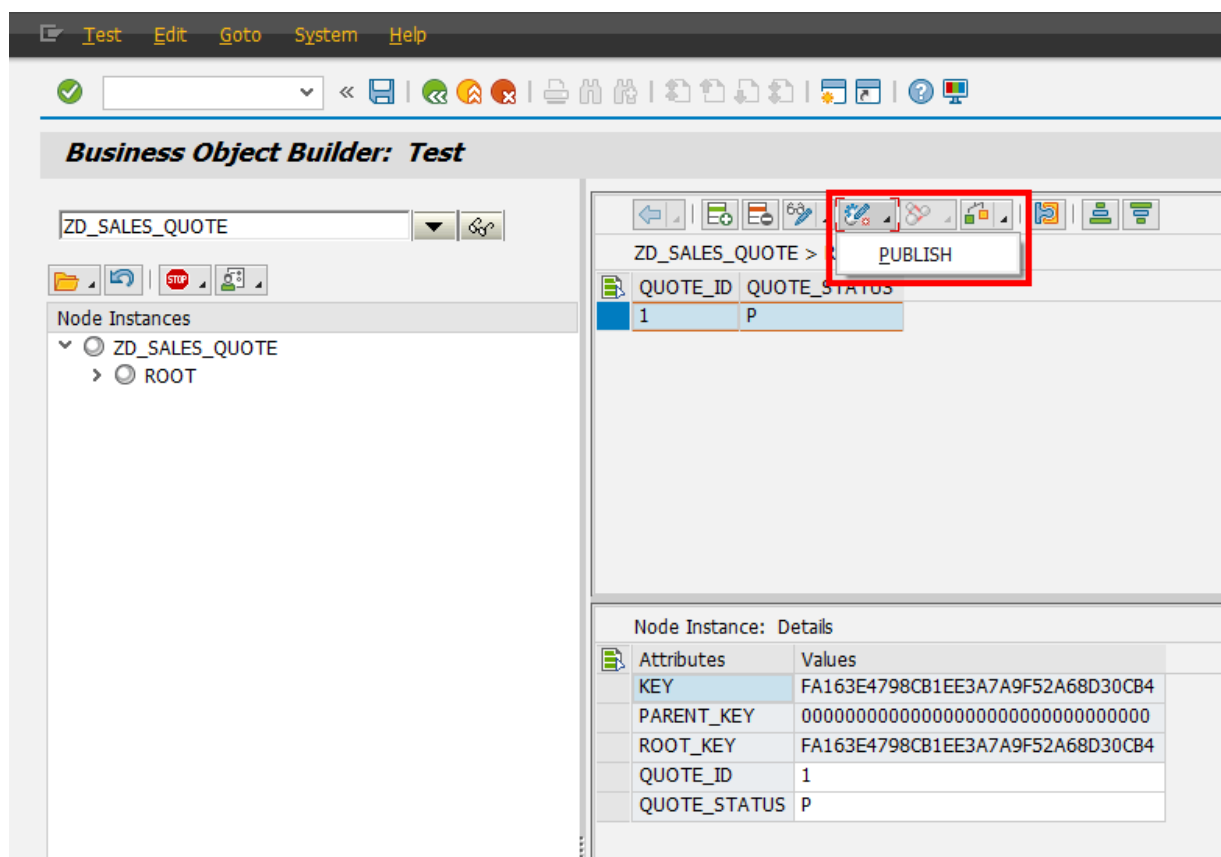 Test Edit Goto System Help
Business Object Builder: Test
ZD_SALES_QUOTE
STOP
Node Instances
ZD_SALES_QUOTE
ROOT
ZD_SALES_QUOTE > R
PUBLISH
QUOTE_ID QUOTE_STATUS
1 P
Node Instance: Details
Attributes Values
KEY FA163E4798CB1EE3A7A9F52A68D30CB4
PARENT_KEY 00000000000000000000000000000000
ROOT_KEY FA163E4798CB1EE3A7A9F52A68D30CB4
QUOTE_ID 1
QUOTE_STATUS P